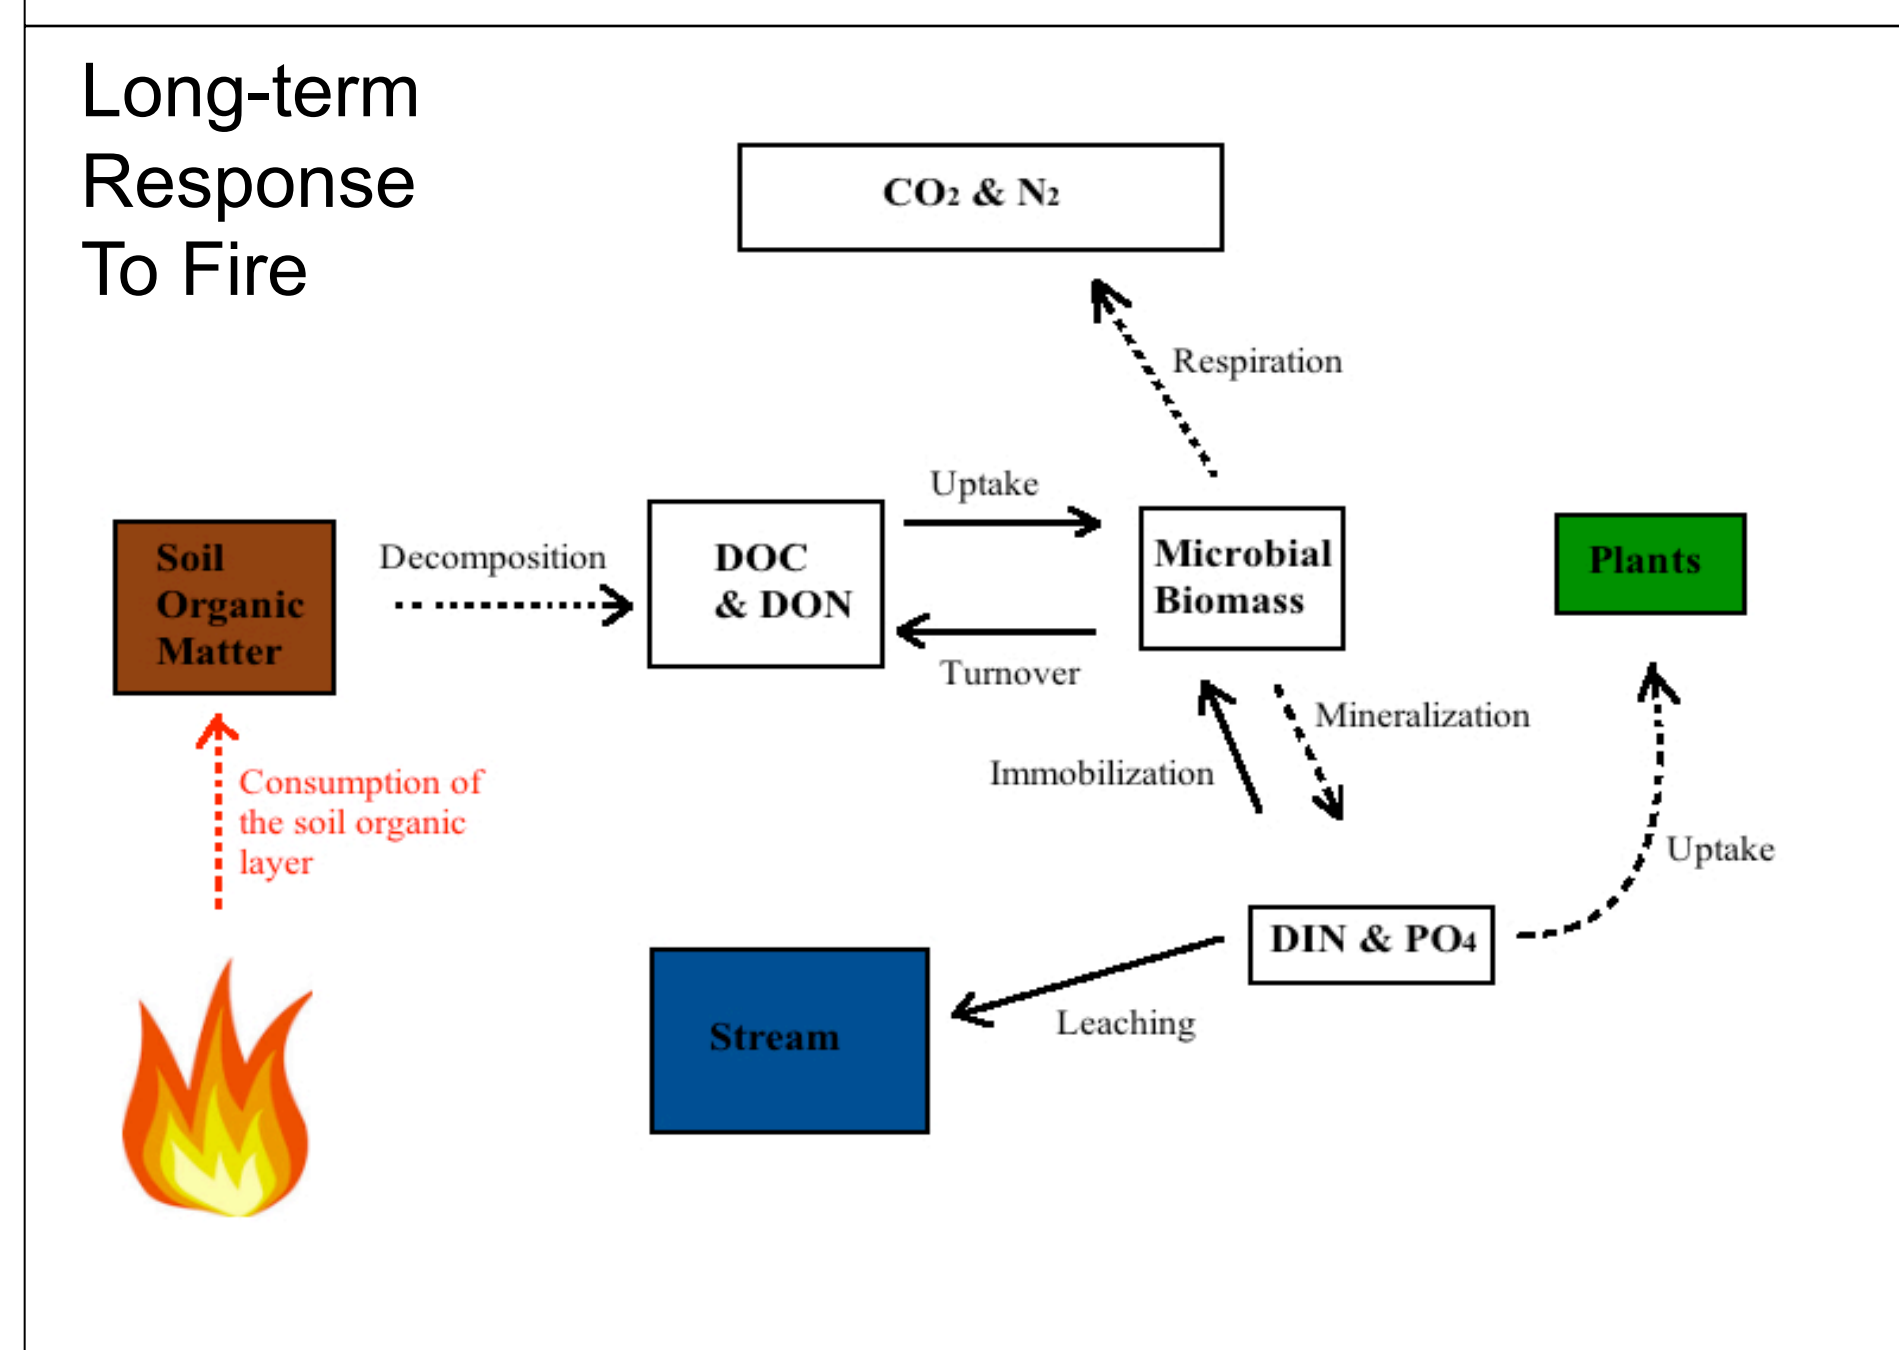 Long-term
Response
To Fire
CO₂ & N₂
Respiration
Uptake
Soil
Organic
Matter
Decomposition
DOC
& DON
Microbial
Biomass
Plants
Turnover
Mineralization
Immobilization
Consumption of
the soil organic
layer
Uptake
DIN & PO₄
Stream
Leaching